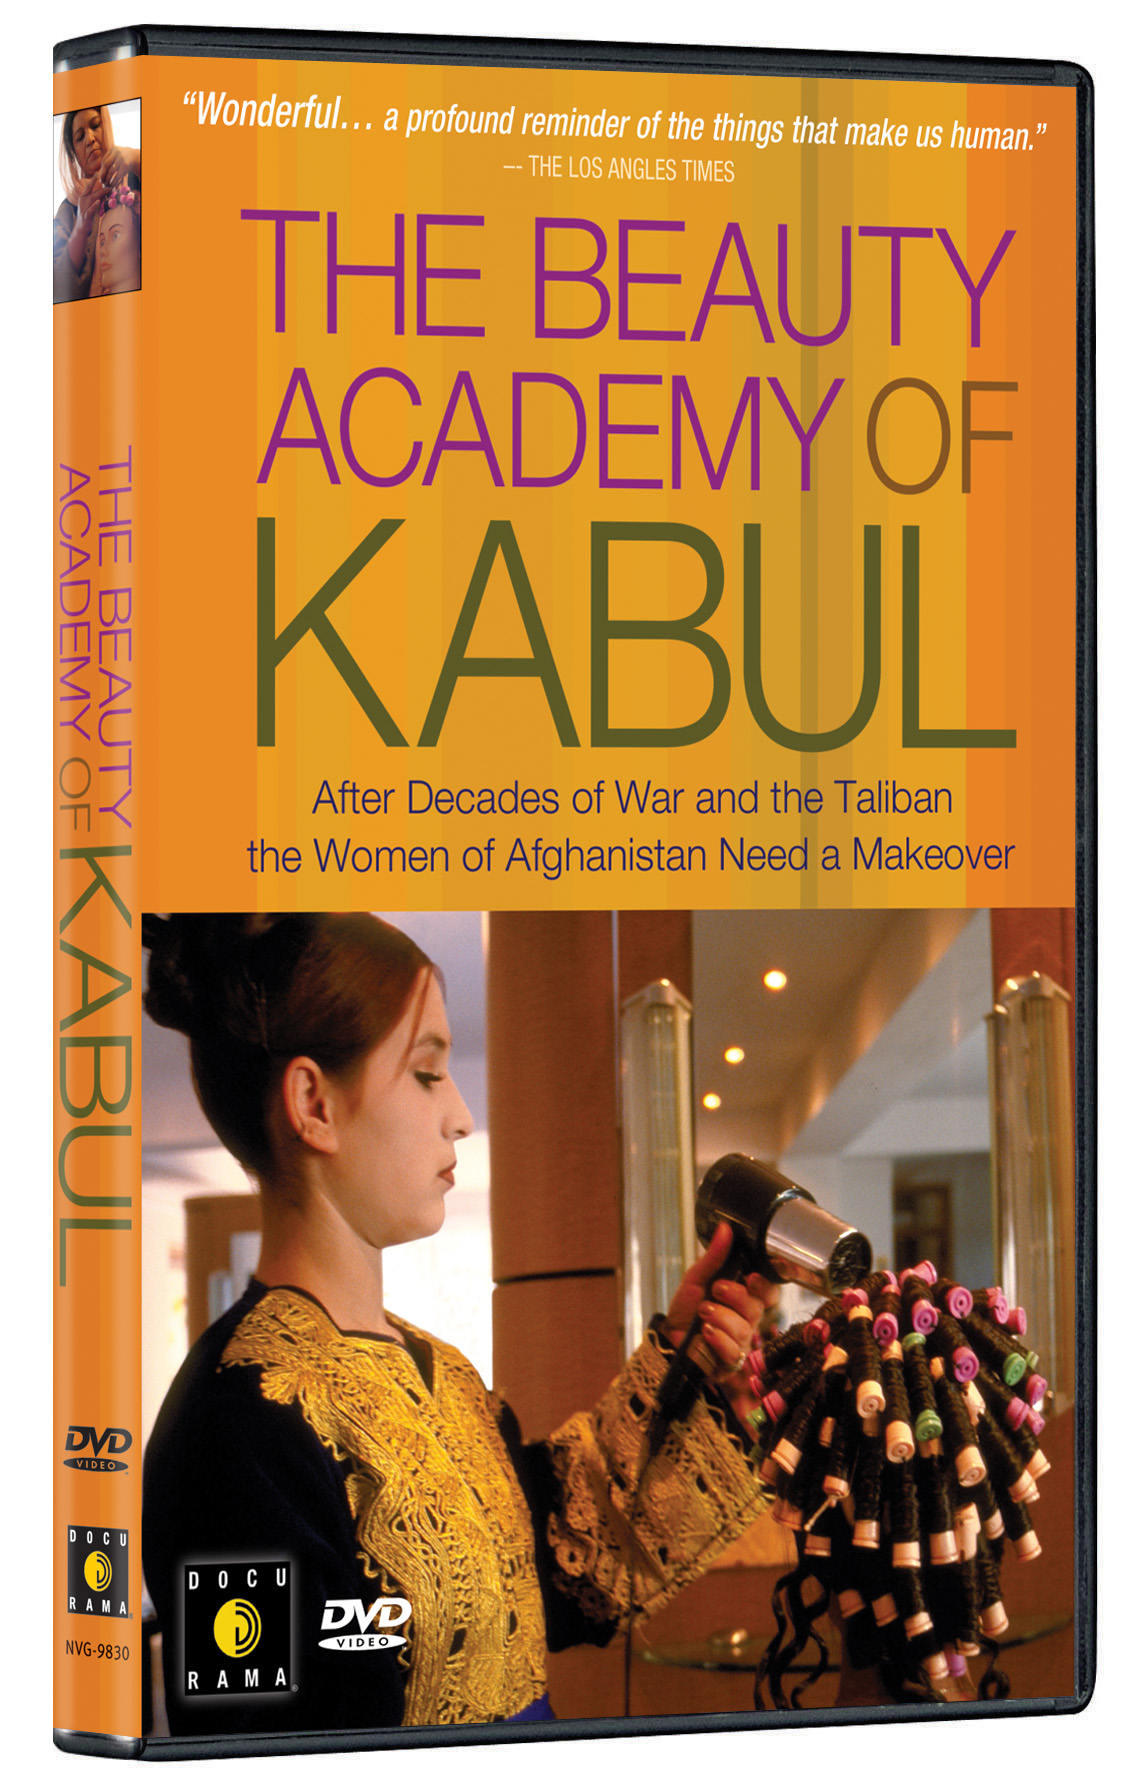 “Wonderful… a profound reminder of the things that make us human.”
–- THE LOS ANGELES TIMES
THE BEAUTY
ACADEMY OF
KABUL
After Decades of War and the Taliban
the Women of Afghanistan Need a Makeover
DOCU
RAMA®
DVD
VIDEO
THE BEAUTY
ACADEMY OF
KABUL
DVD
VIDEO
DOCU
RAMA®
NVG-9830